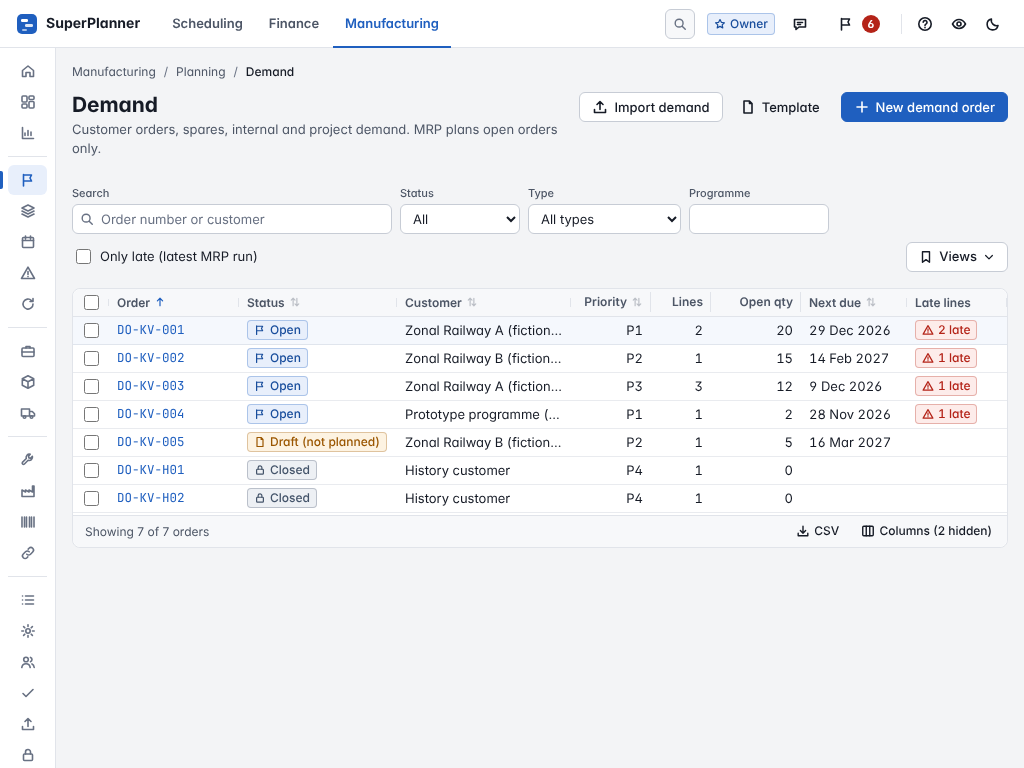 SuperPlanner Scheduling Finance Manufacturing Owner 6
Manufacturing / Planning / Demand
Demand
Customer orders, spares, internal and project demand. MRP plans open orders
only.
Import demand Template New demand order
Search Status Type Programme
Order number or customer All All types
Only late (latest MRP run) Views
Order Status Customer Priority Lines Open qty Next due Late lines
DO-KV-001 Open Zonal Railway A (fiction... P1 2 20 29 Dec 2026 2 late
DO-KV-002 Open Zonal Railway B (fiction... P2 1 15 14 Feb 2027 1 late
DO-KV-003 Open Zonal Railway A (fiction... P3 3 12 9 Dec 2026 1 late
DO-KV-004 Open Prototype programme (... P1 1 2 28 Nov 2026 1 late
DO-KV-005 Draft (not planned) Zonal Railway B (fiction... P2 1 5 16 Mar 2027
DO-KV-H01 Closed History customer P4 1 0
DO-KV-H02 Closed History customer P4 1 0
Showing 7 of 7 orders CSV Columns (2 hidden)